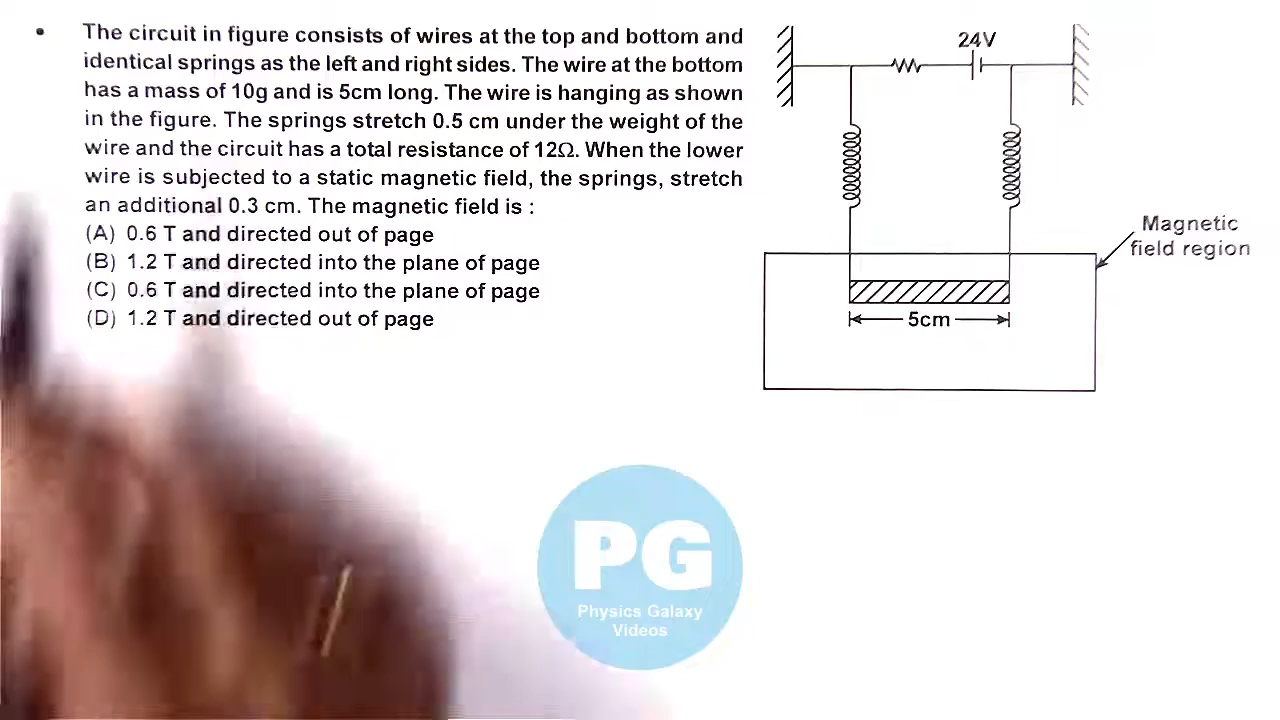 • The circuit in figure consists of wires at the top and bottom and
identical springs as the left and right sides. The wire at the bottom
has a mass of 10g and is 5cm long. The wire is hanging as shown
in the figure. The springs stretch 0.5 cm under the weight of the
wire and the circuit has a total resistance of 12Ω. When the lower
wire is subjected to a static magnetic field, the springs, stretch
an additional 0.3 cm. The magnetic field is :
(A) 0.6 T and directed out of page
(B) 1.2 T and directed into the plane of page
(C) 0.6 T and directed into the plane of page
(D) 1.2 T and directed out of page
24V
Magnetic
field region
5cm
PG
Physics Galaxy
Videos